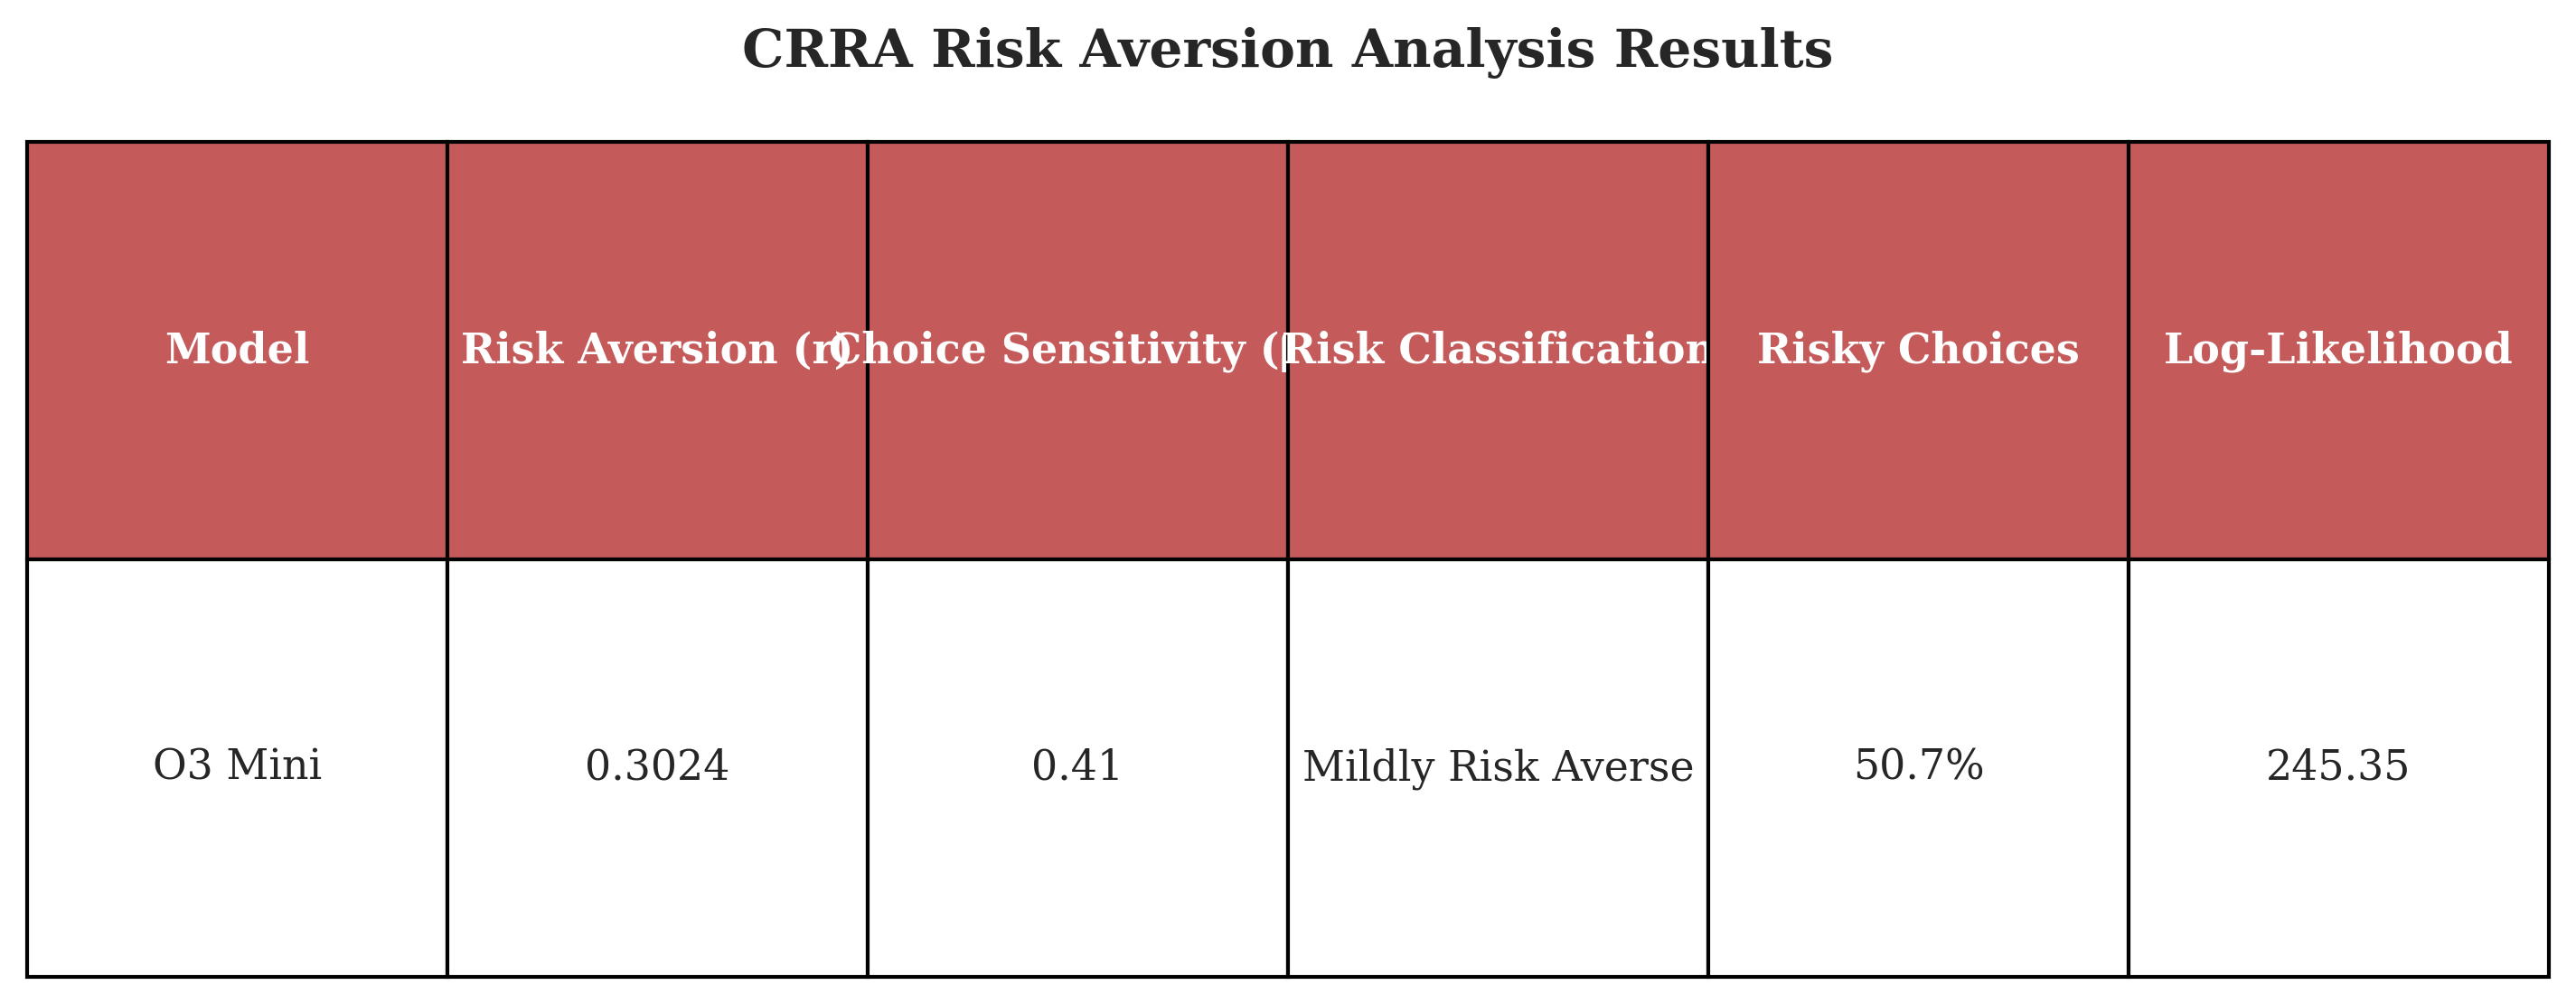 CRRA Risk Aversion Analysis Results
Model Risk Aversion (r) Choice Sensitivity ( Risk Classification Risky Choices Log-Likelihood
O3 Mini 0.3024 0.41 Mildly Risk Averse 50.7% 245.35